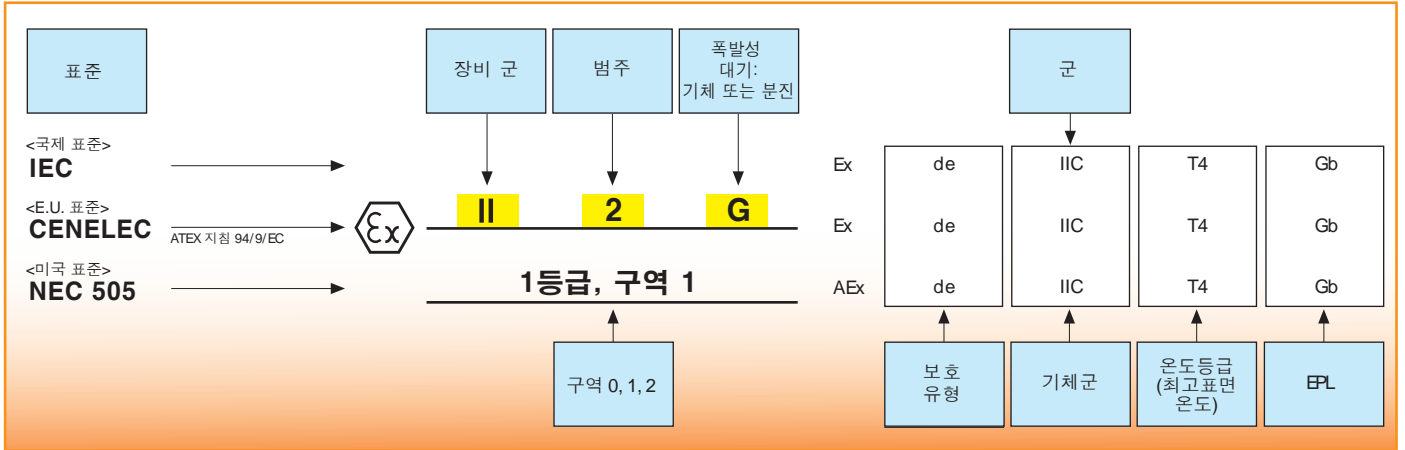 표준
장비 군
범주
폭발성
대기:
기체 또는 분진
군
<국제 표준>
IEC
Ex de IIC T4 Gb
<E.U. 표준>
CENELEC
ATEX 지침 94/9/EC
Ex
II 2 G
Ex de IIC T4 Gb
<미국 표준>
NEC 505
1등급, 구역 1
AEx de IIC T4 Gb
구역 0, 1, 2
보호
유형
기체군
온도등급
(최고표면
온도)
EPL